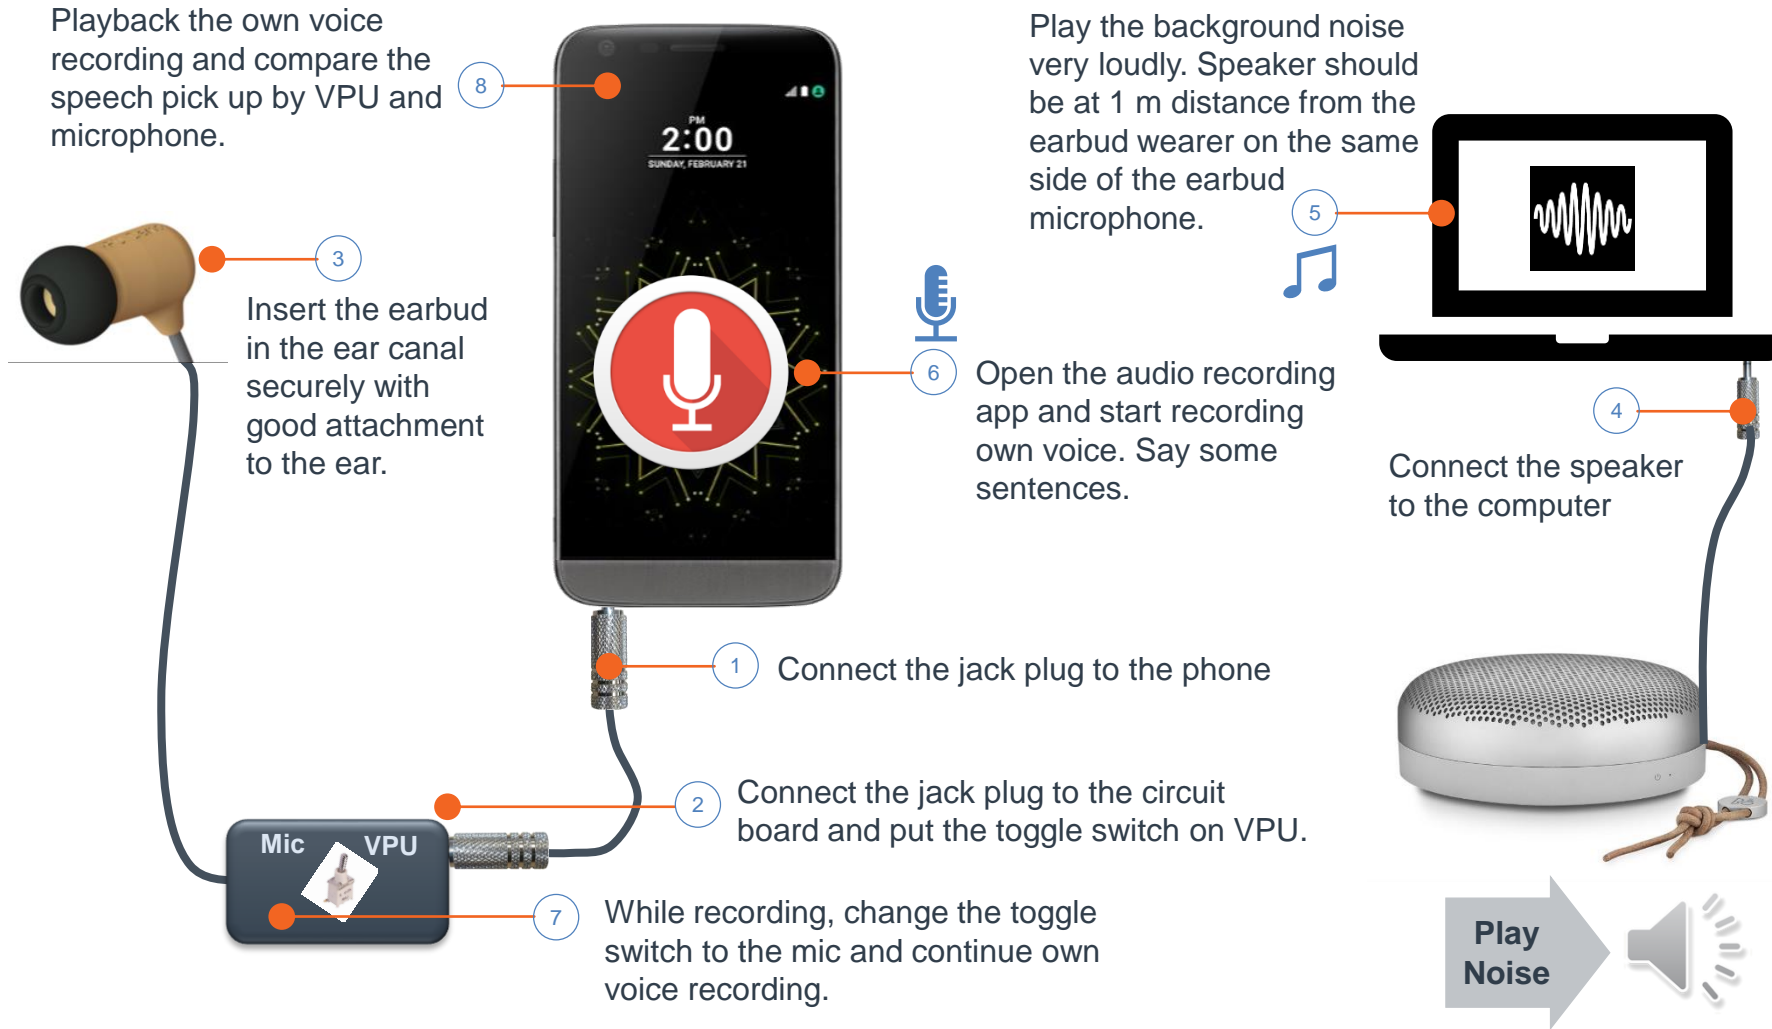 Playback the own voice
recording and compare the
speech pick up by VPU and
microphone.
8
PM
2:00
SUNDAY, FEBRUARY 21
Play the background noise
very loudly. Speaker should
be at 1 m distance from the
earbud wearer on the same
side of the earbud
microphone.
5
3
Insert the earbud
in the ear canal
securely with
good attachment
to the ear.
6
Open the audio recording
app and start recording
own voice. Say some
sentences.
4
Connect the speaker
to the computer
1
Connect the jack plug to the phone
2
Connect the jack plug to the circuit
board and put the toggle switch on VPU.
Mic VPU
7
While recording, change the toggle
switch to the mic and continue own
voice recording.
Play
Noise